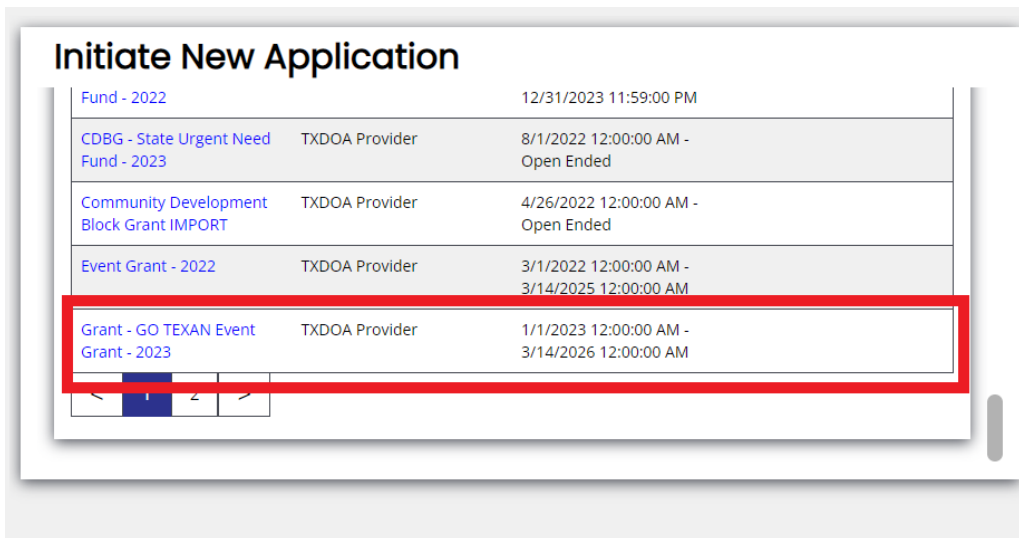 Initiate New Application
Fund - 2022
12/31/2023 11:59:00 PM
CDBG - State Urgent Need
Fund - 2023
TXDOA Provider
8/1/2022 12:00:00 AM -
Open Ended
Community Development
Block Grant IMPORT
TXDOA Provider
4/26/2022 12:00:00 AM -
Open Ended
Event Grant - 2022
TXDOA Provider
3/1/2022 12:00:00 AM -
3/14/2025 12:00:00 AM
Grant - GO TEXAN Event
Grant - 2023
TXDOA Provider
1/1/2023 12:00:00 AM -
3/14/2026 12:00:00 AM
< 1 2 >